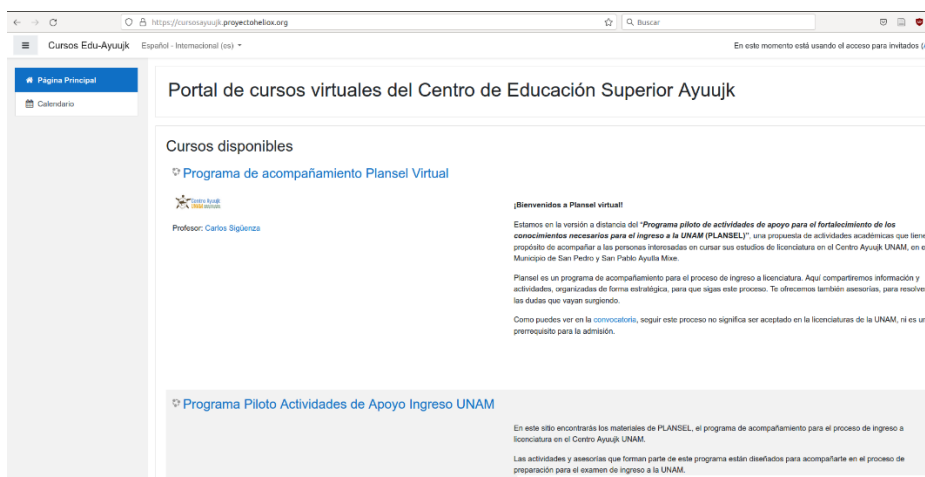 https://cursosayuujk.proyectoheliox.org
Buscar
Cursos Edu-Ayuujk
Español - Internacional (es)
En este momento está usando el acceso para invitados (
Página Principal
Calendario
Portal de cursos virtuales del Centro de Educación Superior Ayuujk
Cursos disponibles
Programa de acompañamiento Plansel Virtual
Centro Ayuujk
Profesor: Carlos Sigüenza
¡Bienvenidos a Plansel virtual!
Estamos en la versión a distancia del "Programa piloto de actividades de apoyo para el fortalecimiento de los
conocimientos necesarios para el ingreso a la UNAM (PLANSEL)", una propuesta de actividades académicas que tiene
propósito de acompañar a las personas interesadas en cursar sus estudios de licenciatura en el Centro Ayuujk UNAM, en e
Municipio de San Pedro y San Pablo Ayutla Mixe.
Plansel es un programa de acompañamiento para el proceso de ingreso a licenciatura. Aquí compartiremos información y
actividades, organizadas de forma estratégica, para que sigas este proceso. Te ofrecemos también asesorías, para resolve
las dudas que vayan surgiendo.
Como puedes ver en la convocatoria, seguir este proceso no significa ser aceptado en la licenciaturas de la UNAM, ni es un
prerrequisito para la admisión.
Programa Piloto Actividades de Apoyo Ingreso UNAM
En este sitio encontrarás los materiales de PLANSEL, el programa de acompañamiento para el proceso de ingreso a
licenciatura en el Centro Ayuujk UNAM.
Las actividades y asesorías que forman parte de este programa están diseñados para acompañarte en el proceso de
preparación para el examen de ingreso a la UNAM.